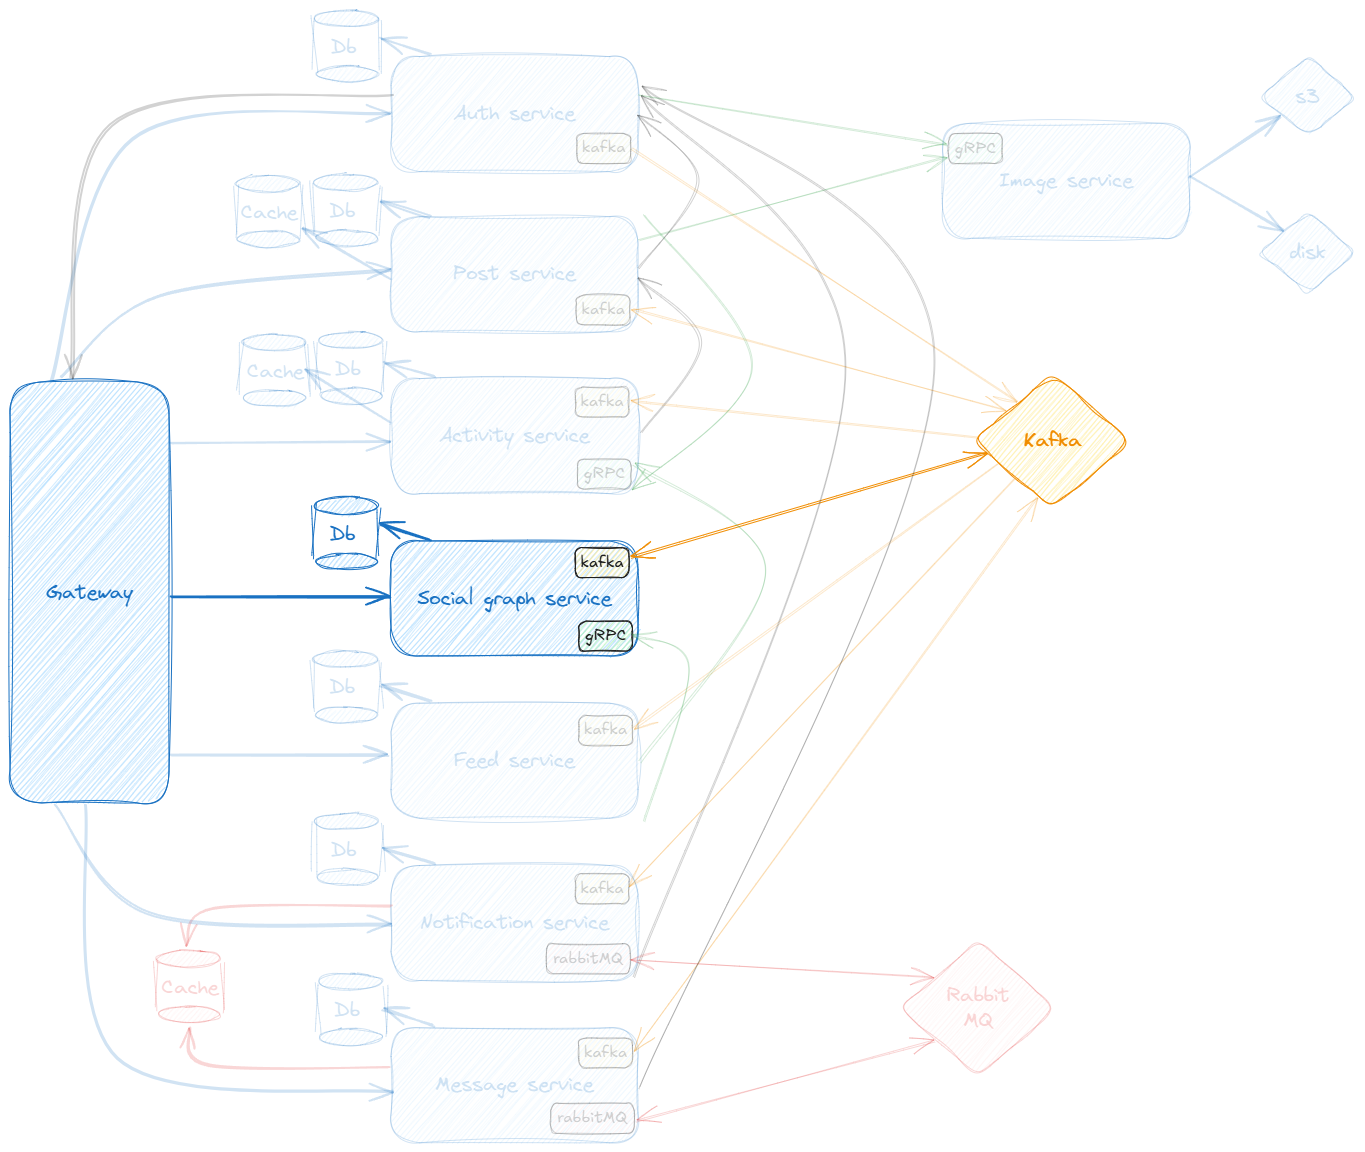 Db
Auth service
kafka
s3
gRPC
Image service
disk
Cache
Db
Post service
kafka
Cache
Db
Activity service
kafka
gRPC
Kafka
Db
kafka
Social graph service
gRPC
Gateway
Db
kafka
Feed service
Db
kafka
Notification service
rabbitMQ
Cache
Rabbit
MQ
Db
kafka
Message service
rabbitMQ